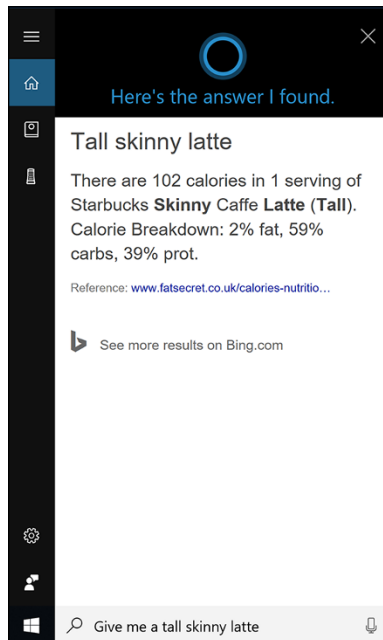 Here's the answer I found.
Tall skinny latte
There are 102 calories in 1 serving of
Starbucks Skinny Caffe Latte (Tall).
Calorie Breakdown: 2% fat, 59%
carbs, 39% prot.
Reference: www.fatsecret.co.uk/calories-nutritio...
See more results on Bing.com
Give me a tall skinny latte